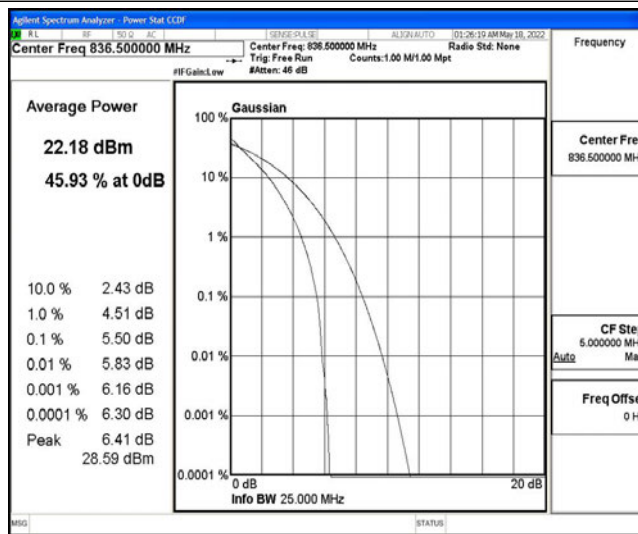 Agilent Spectrum Analyzer - Power Stat CCDF
RL RF 50 Ω AC SENSE:PULSE ALIGN AUTO 01:26:19 AM May 18, 2022
Center Freq 836.500000 MHz
Center Freq: 836.500000 MHz Radio Std: None
Trig: Free Run Counts:1.00 M/1.00 Mpt
#IFGain:Low #Atten: 46 dB
Frequency
Average Power
22.18 dBm
45.93 % at 0dB
10.0 % 2.43 dB
1.0 % 4.51 dB
0.1 % 5.50 dB
0.01 % 5.83 dB
0.001 % 6.16 dB
0.0001 % 6.30 dB
Peak 6.41 dB
28.59 dBm
Gaussian
100 %
10 %
1 %
0.1 %
0.01 %
0.001 %
0.0001 %
0 dB 20 dB
Info BW 25.000 MHz
Center Fre
836.500000 MH
CF Ste
5.000000 MH
Auto Ma
Freq Offse
0 H
MSG STATUS